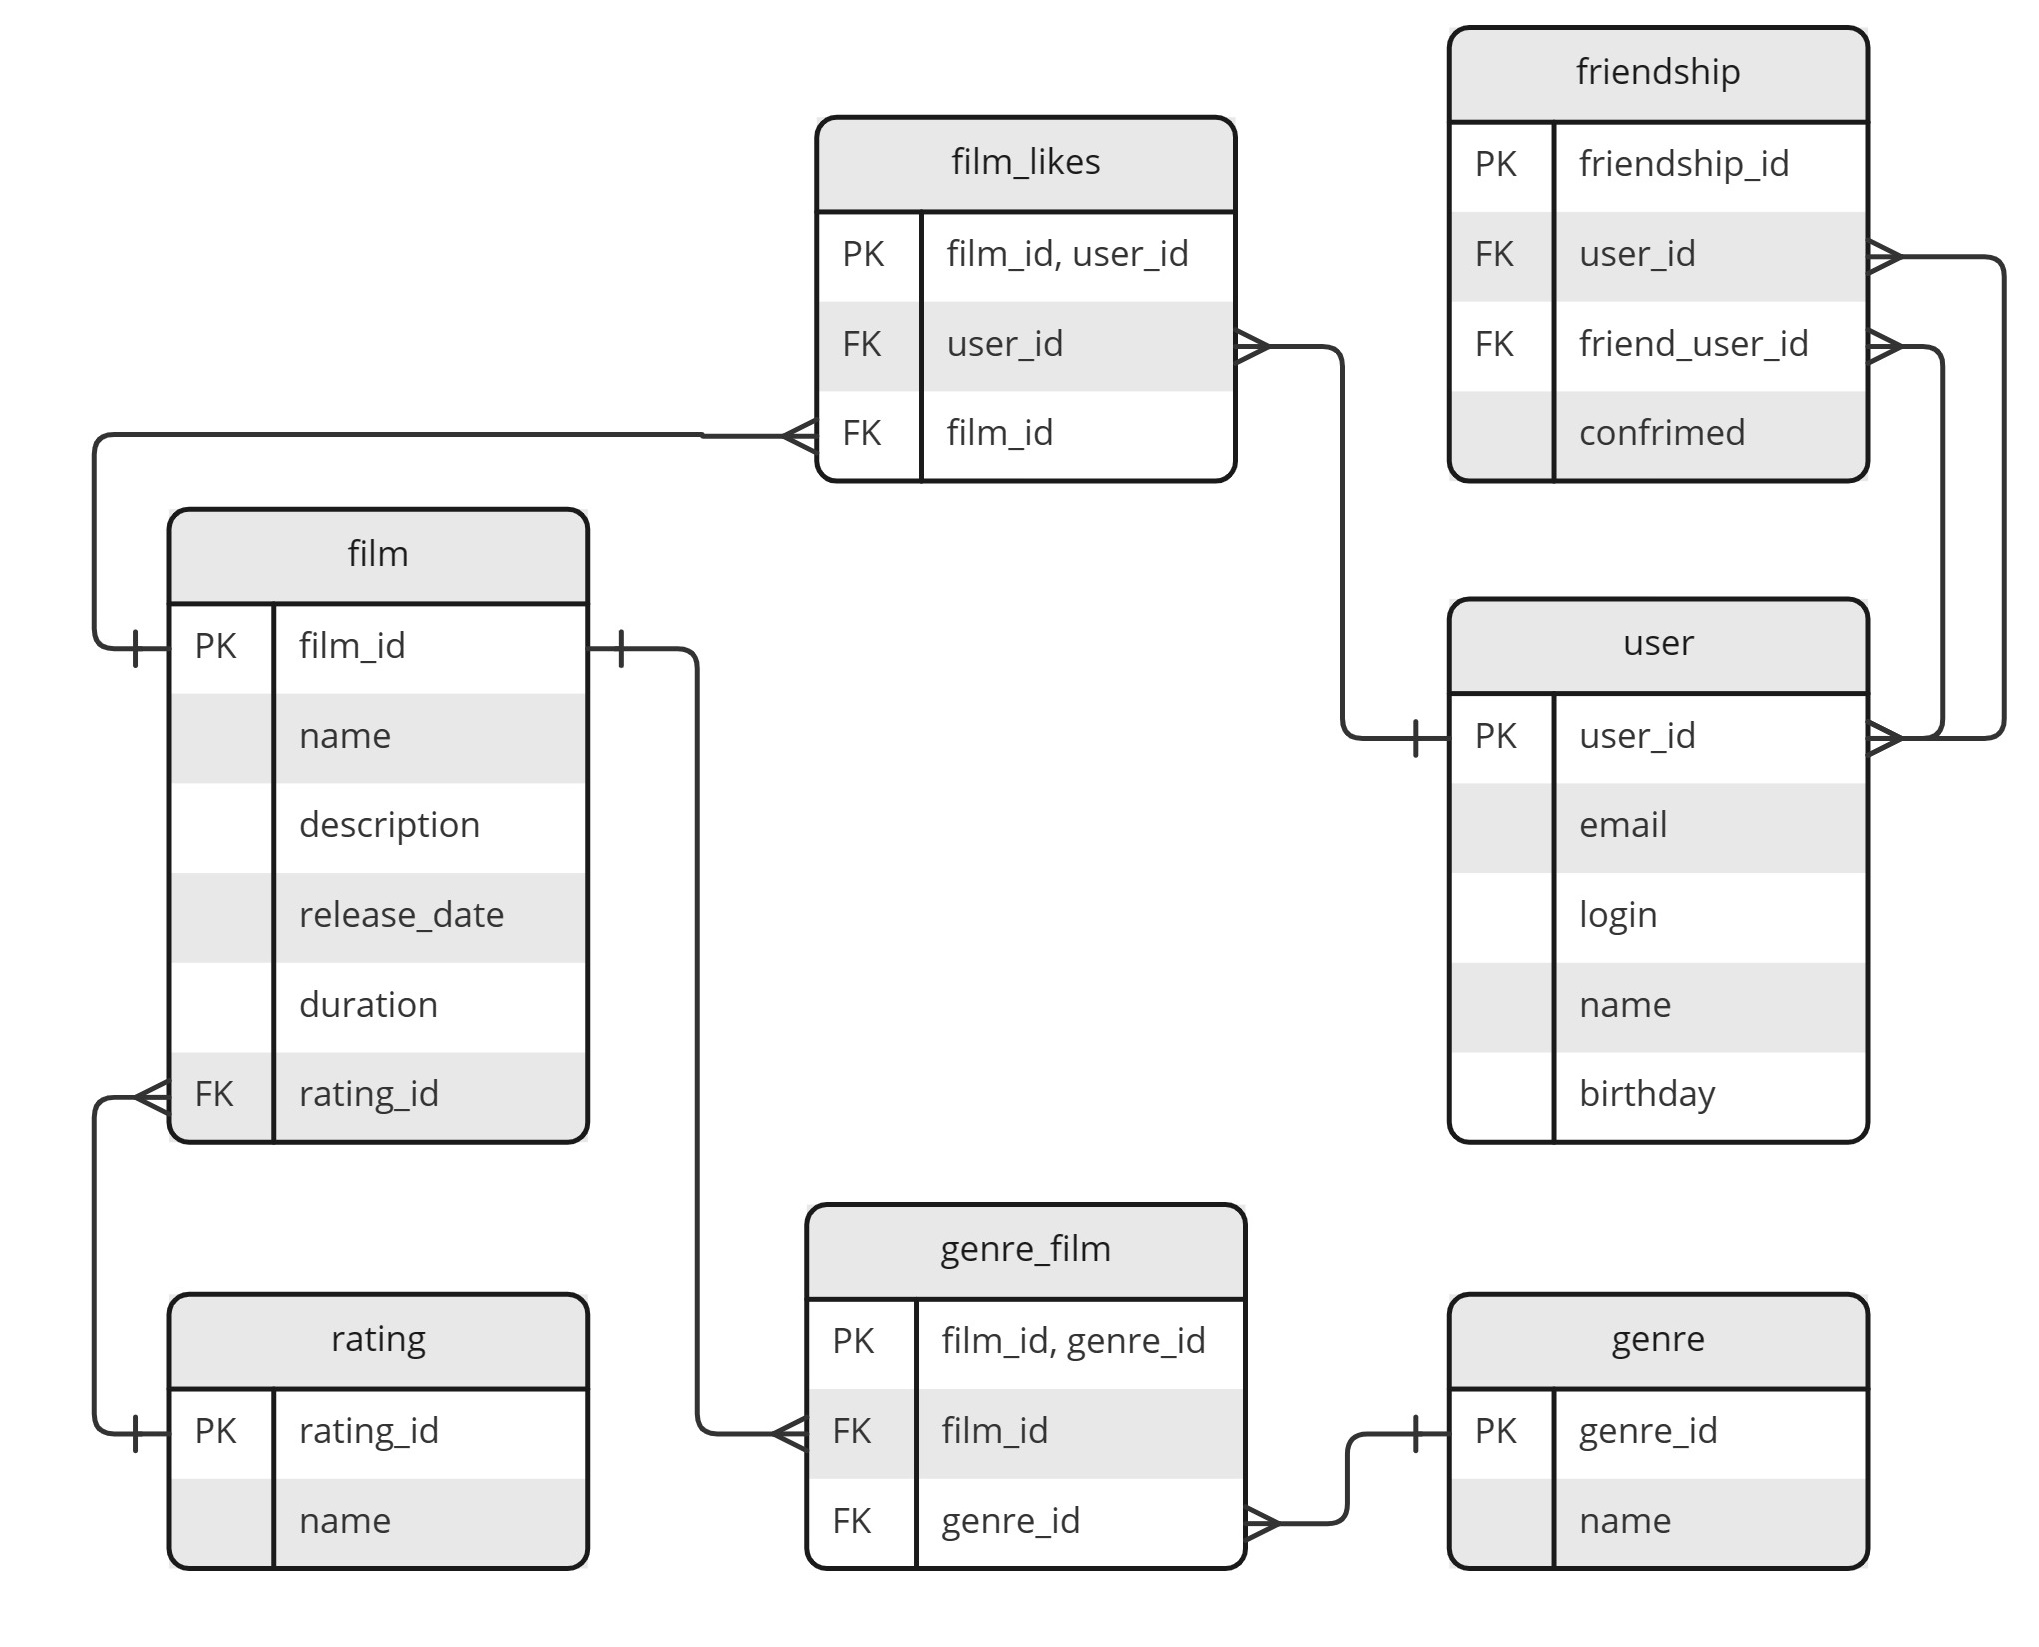 friendship
PK friendship_id
FK user_id
FK friend_user_id
confrimed
film_likes
PK film_id, user_id
FK user_id
FK film_id
film
PK film_id
name
description
release_date
duration
FK rating_id
user
PK user_id
email
login
name
birthday
genre_film
PK film_id, genre_id
FK film_id
FK genre_id
rating
PK rating_id
name
genre
PK genre_id
name